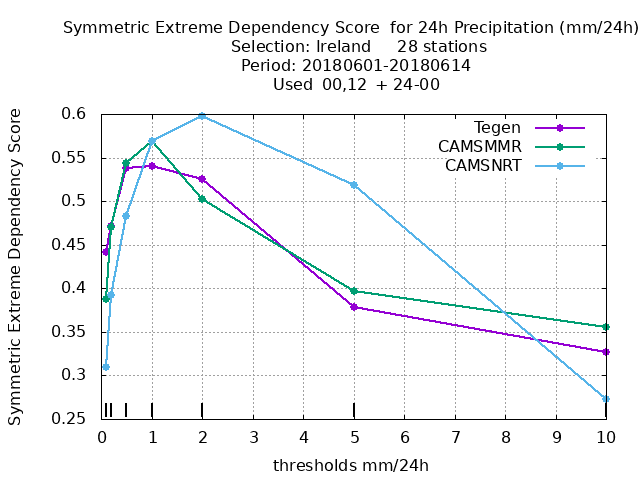 Symmetric Extreme Dependency Score  for 24h Precipitation (mm/24h)
Selection: Ireland     28 stations
Period: 20180601-20180614
Used  00,12  + 24-00
Symmetric Extreme Dependency Score
0.6
0.55
0.5
0.45
0.4
0.35
0.3
0.25
Tegen
CAMSMMR
CAMSNRT
0 1 2 3 4 5 6 7 8 9 10
thresholds mm/24h